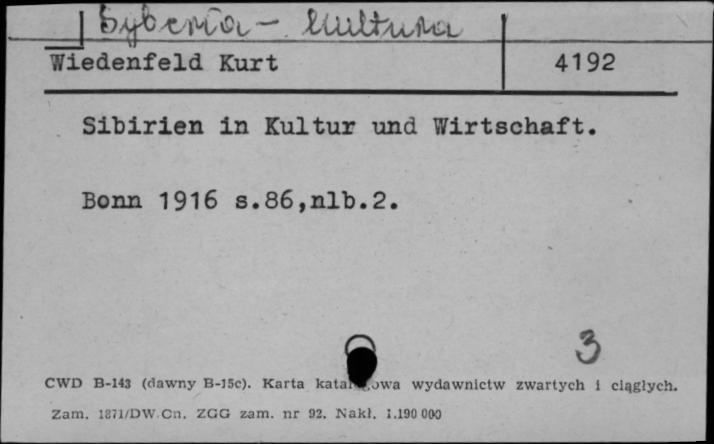 Syberia - kultura
Wiedenfeld Kurt 4192
Sibirien in Kultur und Wirtschaft.
Bonn 1916 s.86,nlb.2.
3
CWD B-143 (dawny B-15c). Karta katalogowa wydawnictw zwartych i ciągłych.
Zam. 1871/DW.Cn. ZGG zam. nr 92. Nakł. 1.190 000